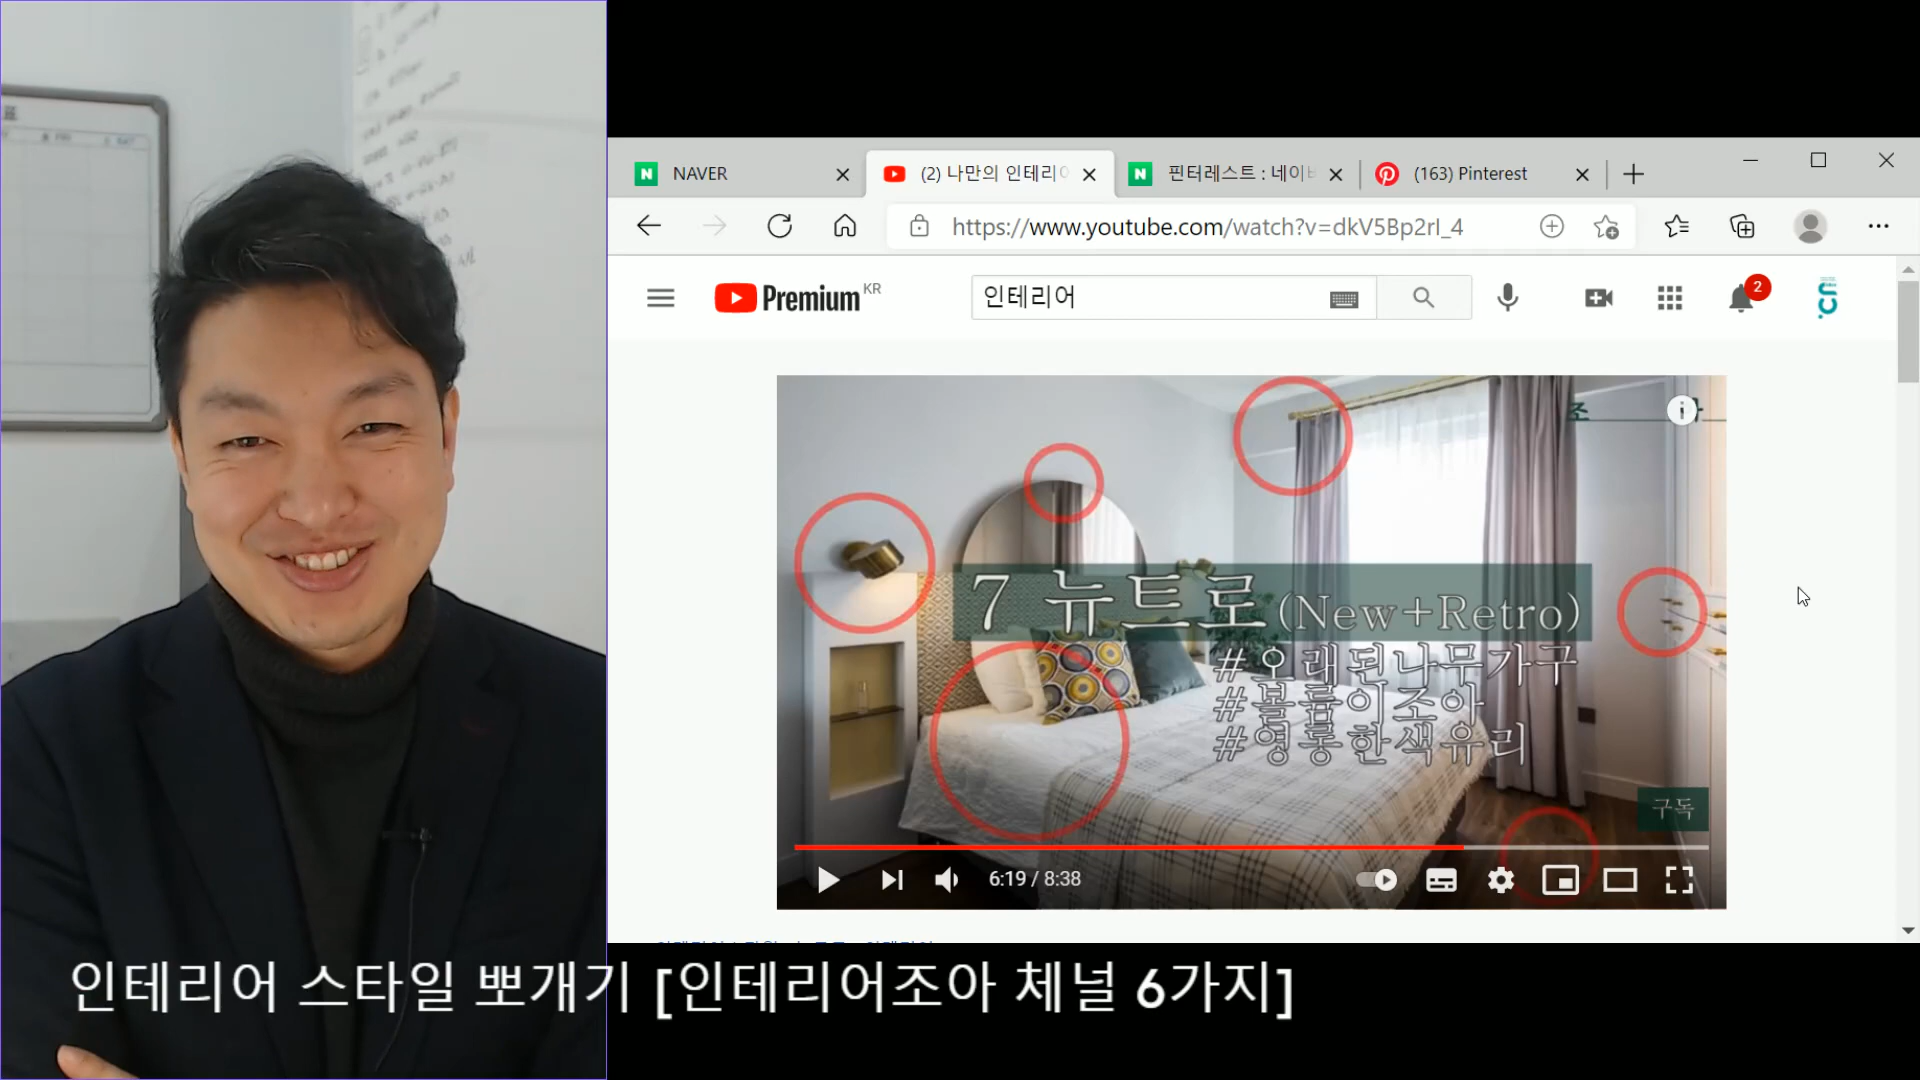 NAVER
(2) 나만의 인테리어
핀터레스트 : 네이버
(163) Pinterest
https://www.youtube.com/watch?v=dkV5Bp2rI_4
Premium KR
인테리어
2
7 뉴트로(New+Retro)
#오래된나무가구
#볼륨이조아
#영롱한색유리
구독
6:19 / 8:38
인테리어 스타일 뽀개기 [인테리어조아 채널 6가지]